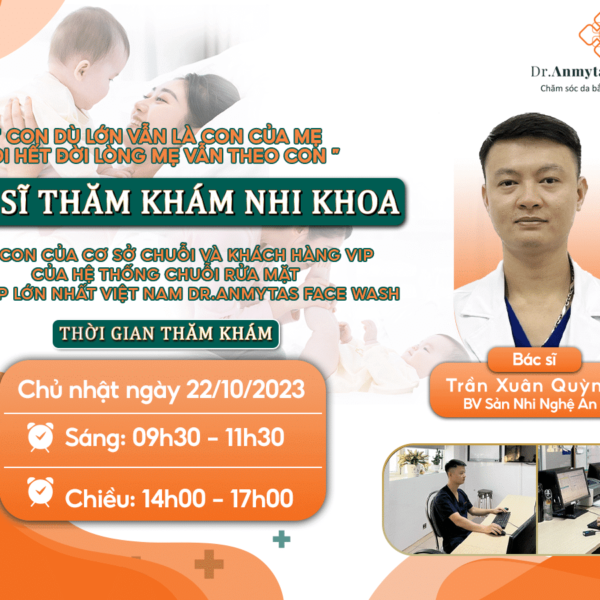 Dr.Anmytas
Chăm sóc da
" CON DÙ LỚN VẪN LÀ CON CỦA MẸ
HẾT ĐỜI LÒNG MẸ VẪN THEO CON "
SĨ THĂM KHÁM NHI KHOA
CON CỦA CƠ SỞ CHUỖI VÀ KHÁCH HÀNG VIP
CỦA HỆ THỐNG CHUỖI RỬA MẶT
LỚN NHẤT VIỆT NAM DR.ANMYTAS FACE WASH
THỜI GIAN THĂM KHÁM
Chủ nhật ngày 22/10/2023
Sáng: 09h30 - 11h30
Chiều: 14h00 - 17h00
Bác sĩ
Trần Xuân
BV Sản Nhi Nghệ An